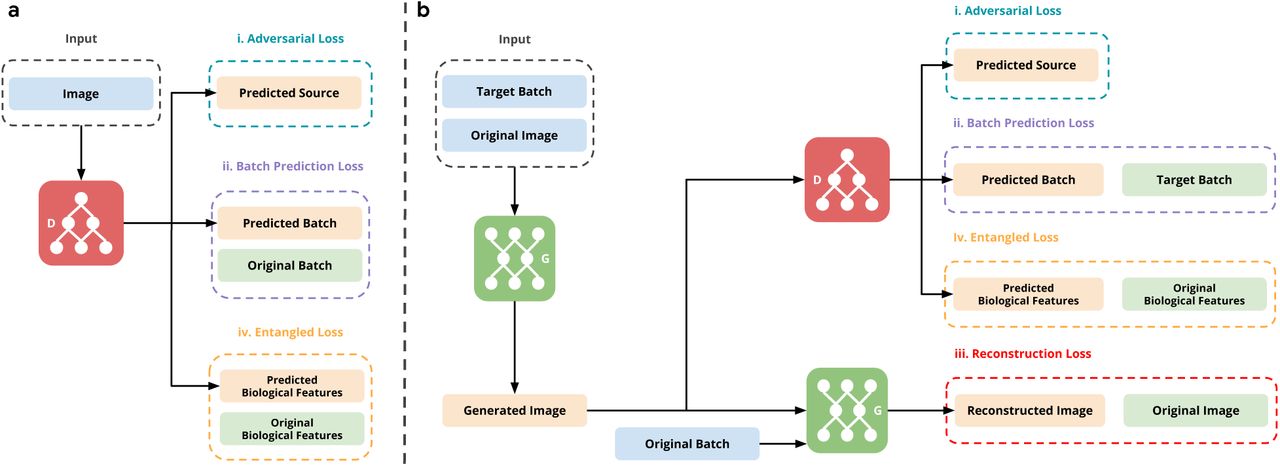 a
Input
Image
D
i. Adversarial Loss
Predicted Source
ii. Batch Prediction Loss
Predicted Batch
Original Batch
iv. Entangled Loss
Predicted
Biological Features
Original
Biological Features
b
Input
Target Batch
Original Image
G
Generated Image
Original Batch
D
G
i. Adversarial Loss
Predicted Source
ii. Batch Prediction Loss
Predicted Batch
Target Batch
Iv. Entangled Loss
Predicted
Biological Features
Original
Biological Features
iii. Reconstruction Loss
Reconstructed Image
Original Image